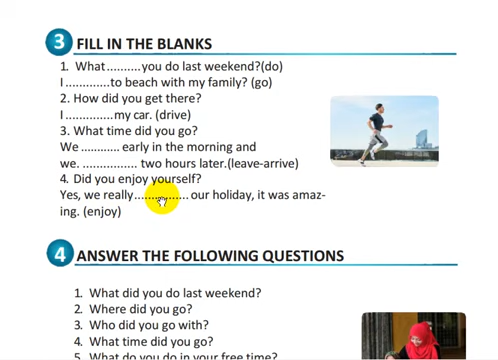 3 FILL IN THE BLANKS
1. What ..........you do last weekend?(do)
I .............to beach with my family? (go)
2. How did you get there?
I ..............my car. (drive)
3. What time did you go?
We ............ early in the morning and
we. ................ two hours later.(leave-arrive)
4. Did you enjoy yourself?
Yes, we really................ our holiday, it was amaz-
ing. (enjoy)
4 ANSWER THE FOLLOWING QUESTIONS
1. What did you do last weekend?
2. Where did you go?
3. Who did you go with?
4. What time did you go?
5. What do you do in your free time?